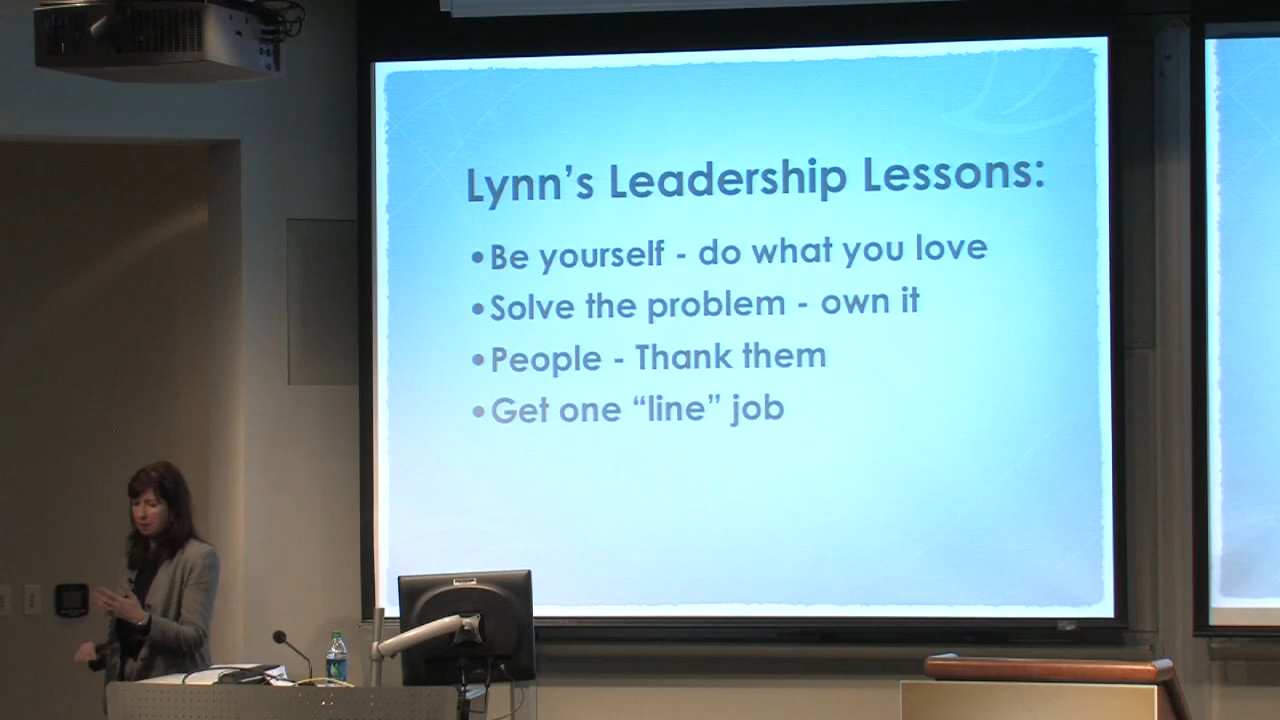 Lynn’s Leadership Lessons:
•Be yourself - do what you love
•Solve the problem - own it
•People - Thank them
•Get one “line” job